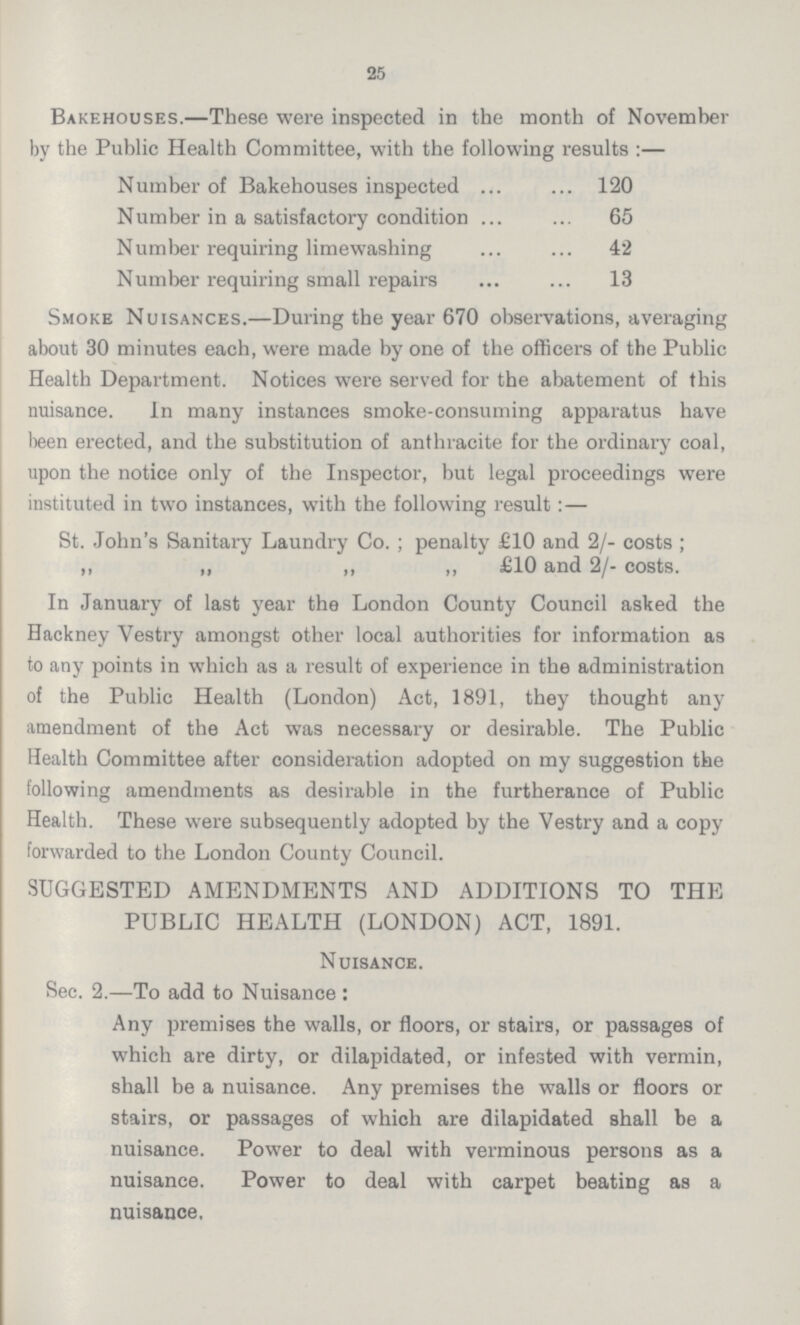 25
BAKEHOUSES.—These were inspected in the month of November
by the Public Health Committee, with the following results :—
Number of Bakehouses inspected ... ... 120
Number in a satisfactory condition ... ... 65
Number requiring limewashing ... ... 42
Number requiring small repairs ... ... 13
SMOKE NUISANCES.—During the year 670 observations, averaging
about 30 minutes each, were made by one of the officers of the Public
Health Department. Notices were served for the abatement of this
nuisance. In many instances smoke-consuming apparatus have
been erected, and the substitution of anthracite for the ordinary coal,
upon the notice only of the Inspector, but legal proceedings were
instituted in two instances, with the following result :—
St. John's Sanitary Laundry Co. ; penalty £10 and 2/- costs ;
,, ,, ,, ,, £10 and 2/- costs.
In January of last year the London County Council asked the
Hackney Vestry amongst other local authorities for information as
to any points in which as a result of experience in the administration
of the Public Health (London) Act, 1891, they thought any
amendment of the Act was necessary or desirable. The Public
Health Committee after consideration adopted on my suggestion the
following amendments as desirable in the furtherance of Public
Health. These were subsequently adopted by the Vestry and a copy
forwarded to the London County Council.
SUGGESTED AMENDMENTS AND ADDITIONS TO THE
PUBLIC HEALTH (LONDON) ACT, 1891.
NUISANCE.
Sec. 2.—To add to Nuisance :
Any premises the walls, or floors, or stairs, or passages of
which are dirty, or dilapidated, or infested with vermin,
shall be a nuisance. Any premises the walls or floors or
stairs, or passages of which are dilapidated shall be a
nuisance. Power to deal with verminous persons as a
nuisance. Power to deal with carpet beating as a
nuisance.